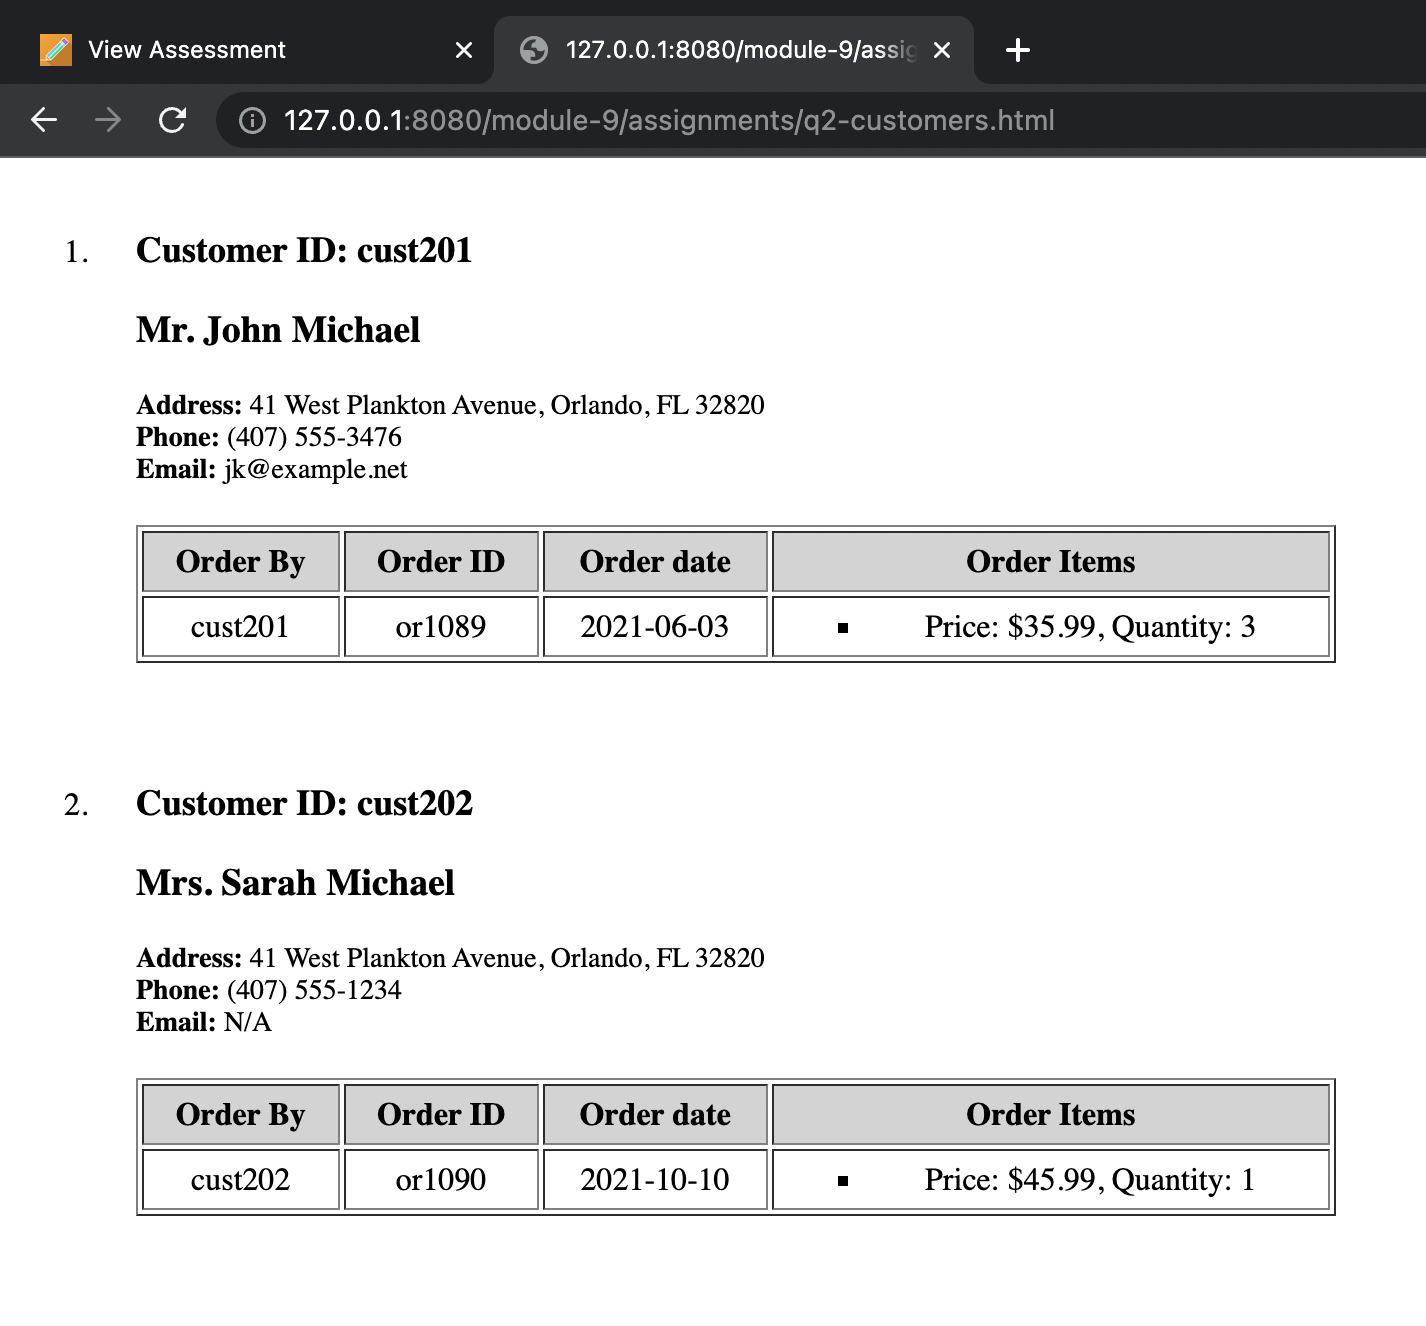 View Assessment
127.0.0.1:8080/module-9/assig
127.0.0.1:8080/module-9/assignments/q2-customers.html
1. Customer ID: cust201
Mr. John Michael
Address: 41 West Plankton Avenue, Orlando, FL 32820
Phone: (407) 555-3476
Email: jk@example.net
Order By Order ID Order date Order Items
cust201 or1089 2021-06-03 ▪ Price: $35.99, Quantity: 3
2. Customer ID: cust202
Mrs. Sarah Michael
Address: 41 West Plankton Avenue, Orlando, FL 32820
Phone: (407) 555-1234
Email: N/A
Order By Order ID Order date Order Items
cust202 or1090 2021-10-10 ▪ Price: $45.99, Quantity: 1